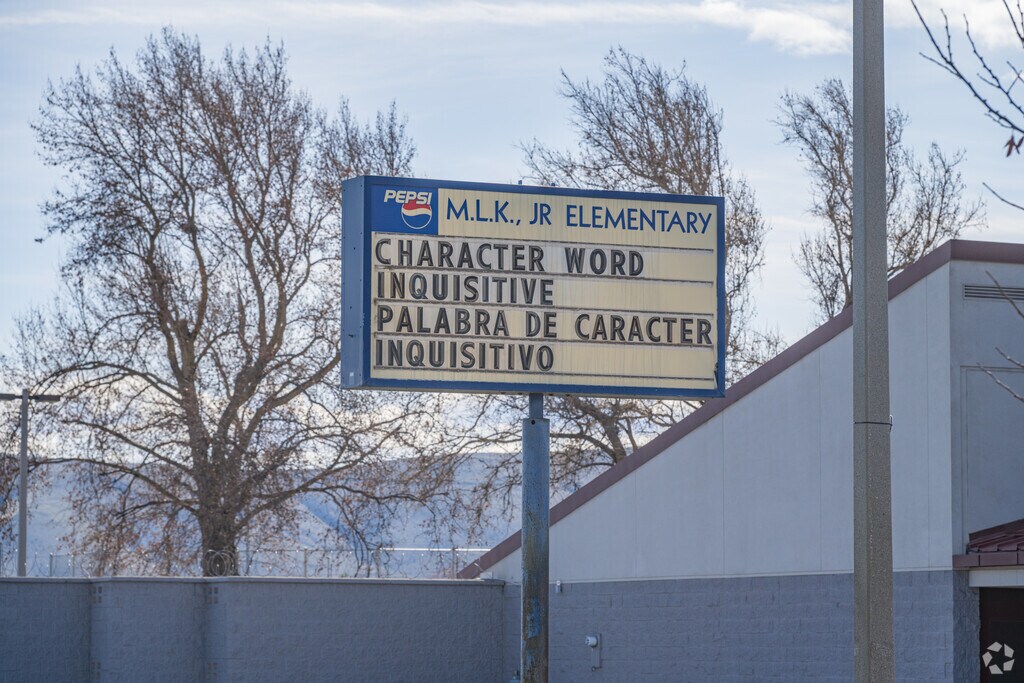 PEPSI
M.L.K., JR ELEMENTARY
CHARACTER WORD
INQUISITIVE
PALABRA DE CARACTER
INQUISITIVO